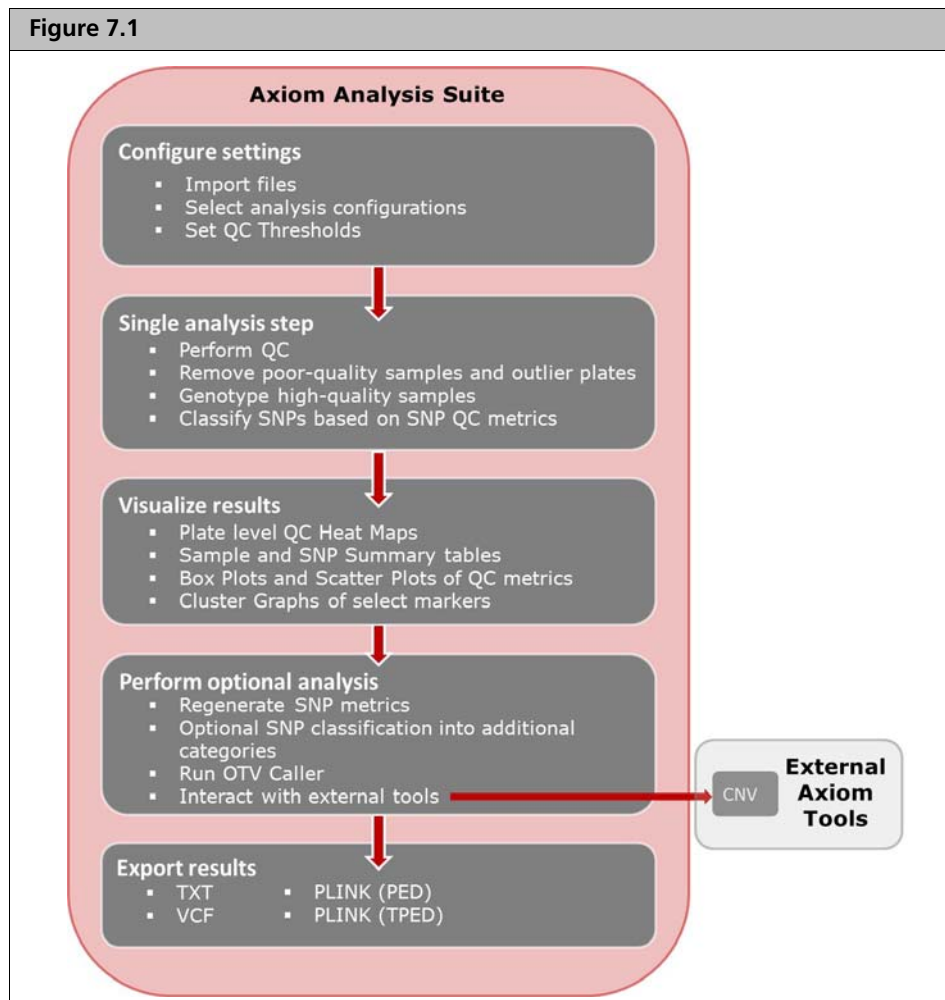 Figure 7.1
Axiom Analysis Suite
Configure settings
▪ Import files
▪ Select analysis configurations
▪ Set QC Thresholds
Single analysis step
▪ Perform QC
▪ Remove poor-quality samples and outlier plates
▪ Genotype high-quality samples
▪ Classify SNPs based on SNP QC metrics
Visualize results
▪ Plate level QC Heat Maps
▪ Sample and SNP Summary tables
▪ Box Plots and Scatter Plots of QC metrics
▪ Cluster Graphs of select markers
Perform optional analysis
▪ Regenerate SNP metrics
▪ Optional SNP classification into additional
categories
▪ Run OTV Caller
▪ Interact with external tools
CNV
External
Axiom
Tools
Export results
▪ TXT ▪ PLINK (PED)
▪ VCF ▪ PLINK (TPED)